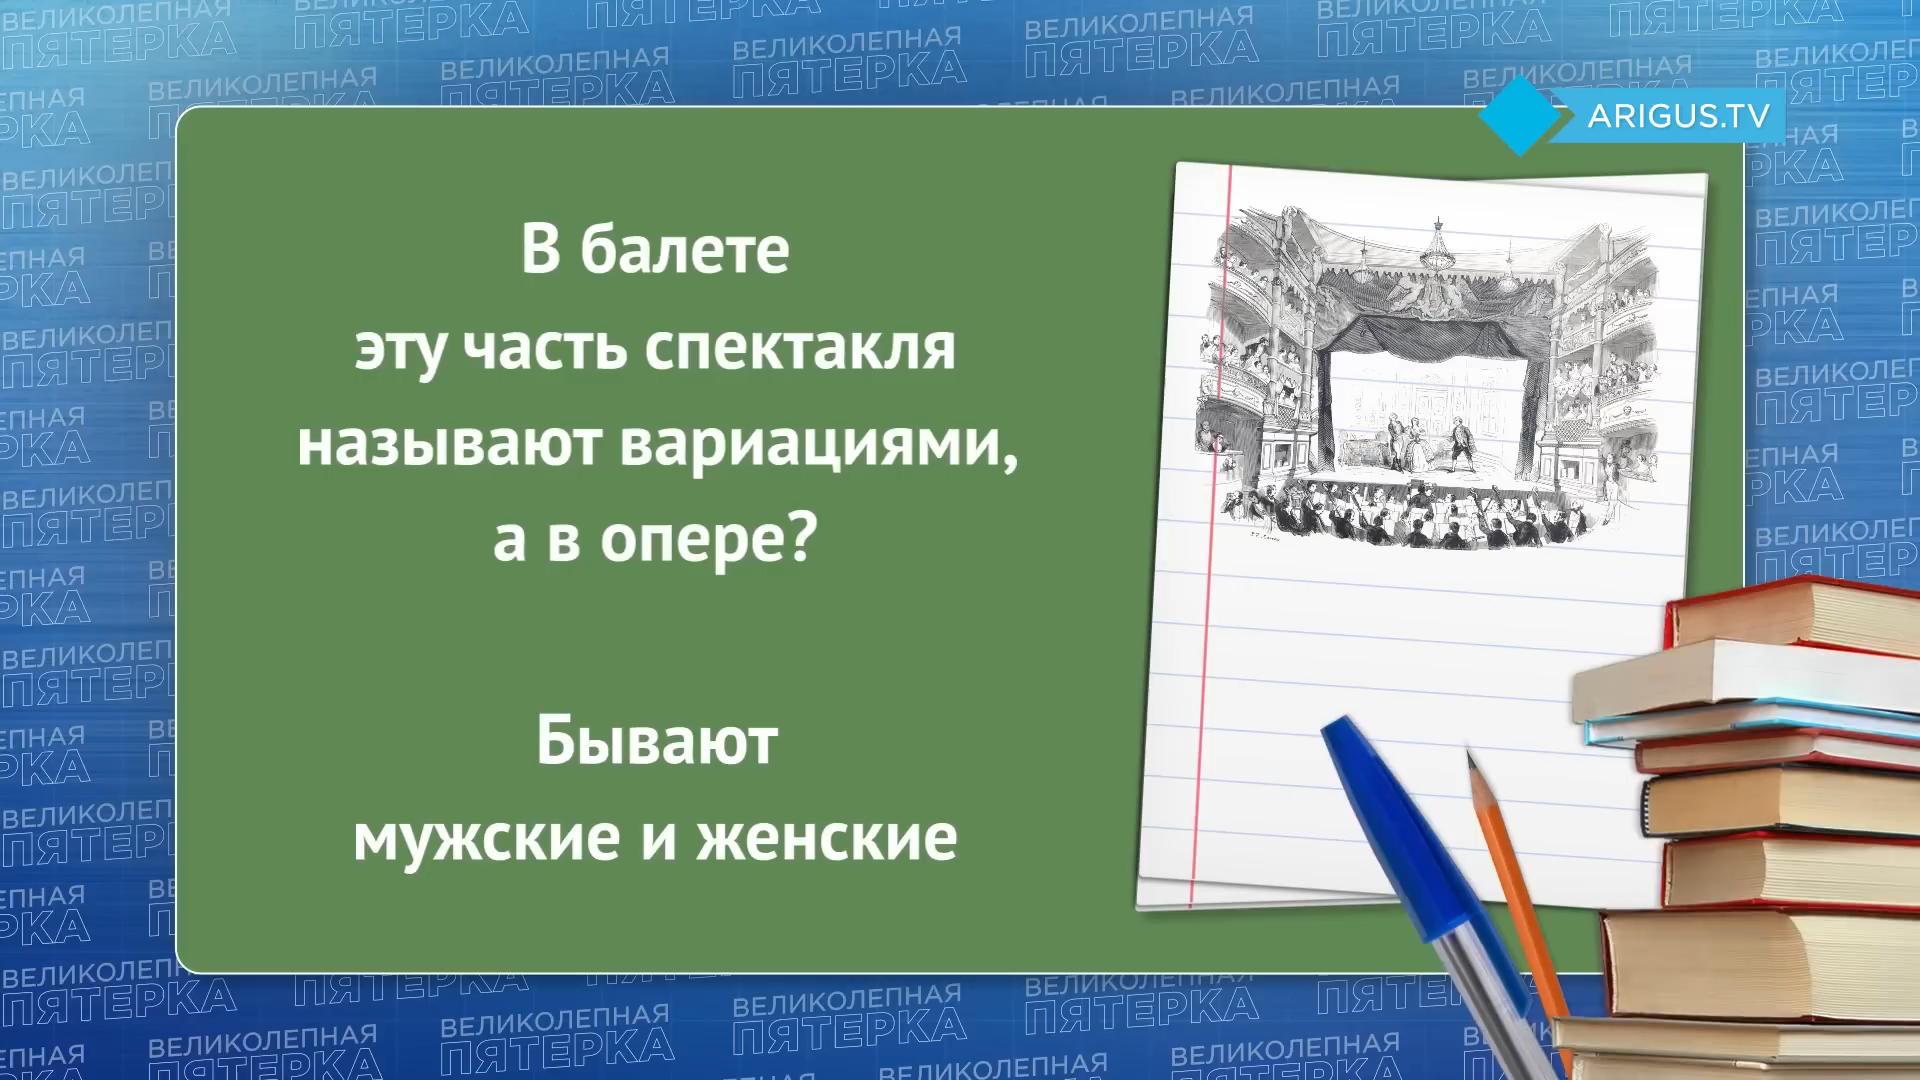 ARIGUS.TV
В балете
эту часть спектакля
называют вариациями,
а в опере?
Бывают
мужские и женские
ВЕЛИКОЛЕПНАЯ
ПЯТЕРКА